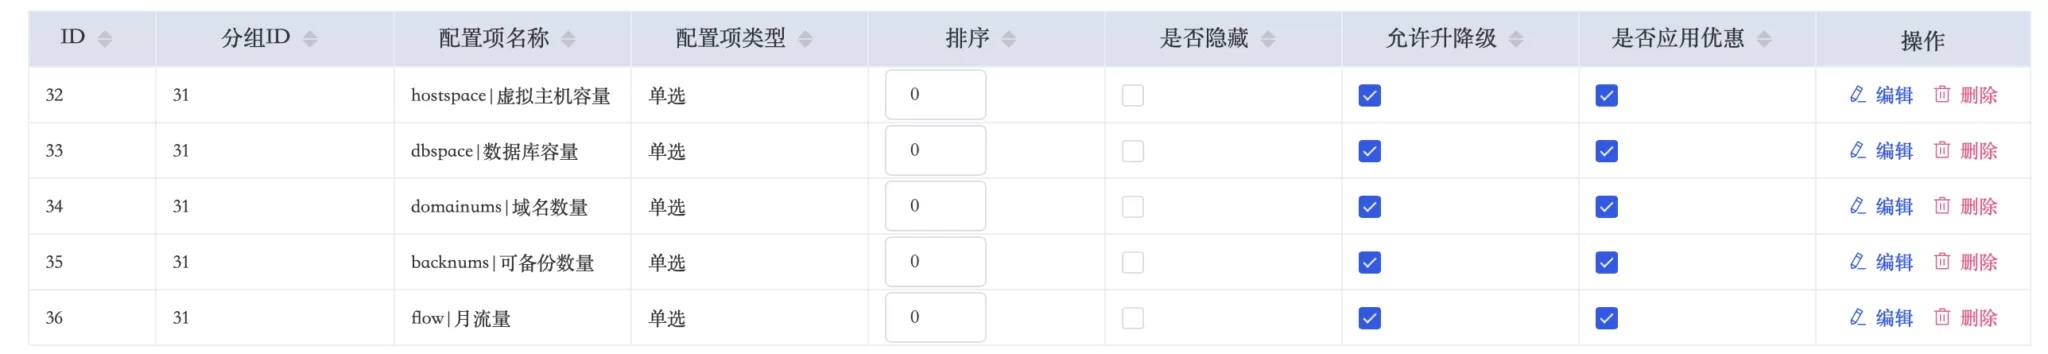 ID 分组ID 配置项名称 配置项类型 排序 是否隐藏 允许升降级 是否应用优惠 操作
32 31 hostspace|虚拟主机容量 单选 0 编辑 删除
33 31 dbspace|数据库容量 单选 0 编辑 删除
34 31 domainums|域名数量 单选 0 编辑 删除
35 31 backnums|可备份数量 单选 0 编辑 删除
36 31 flow|月流量 单选 0 编辑 删除